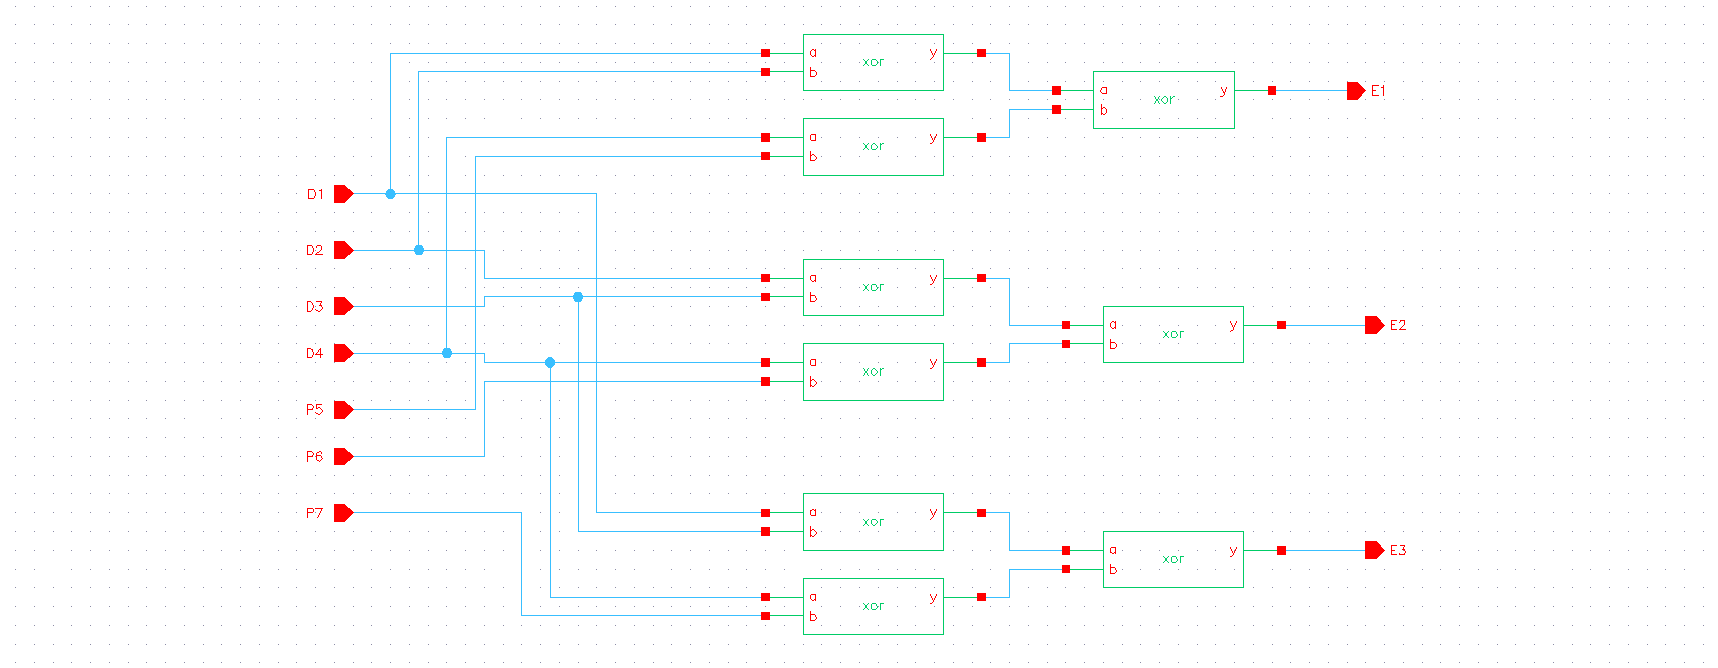 a xor y
b
a xor y E1
b
a xor y
b
D1
D2
a xor y
b
D3
a xor y E2
b
D4
a xor y
b
P5
P6
a xor y
b
P7
a xor y E3
b
a xor y
b